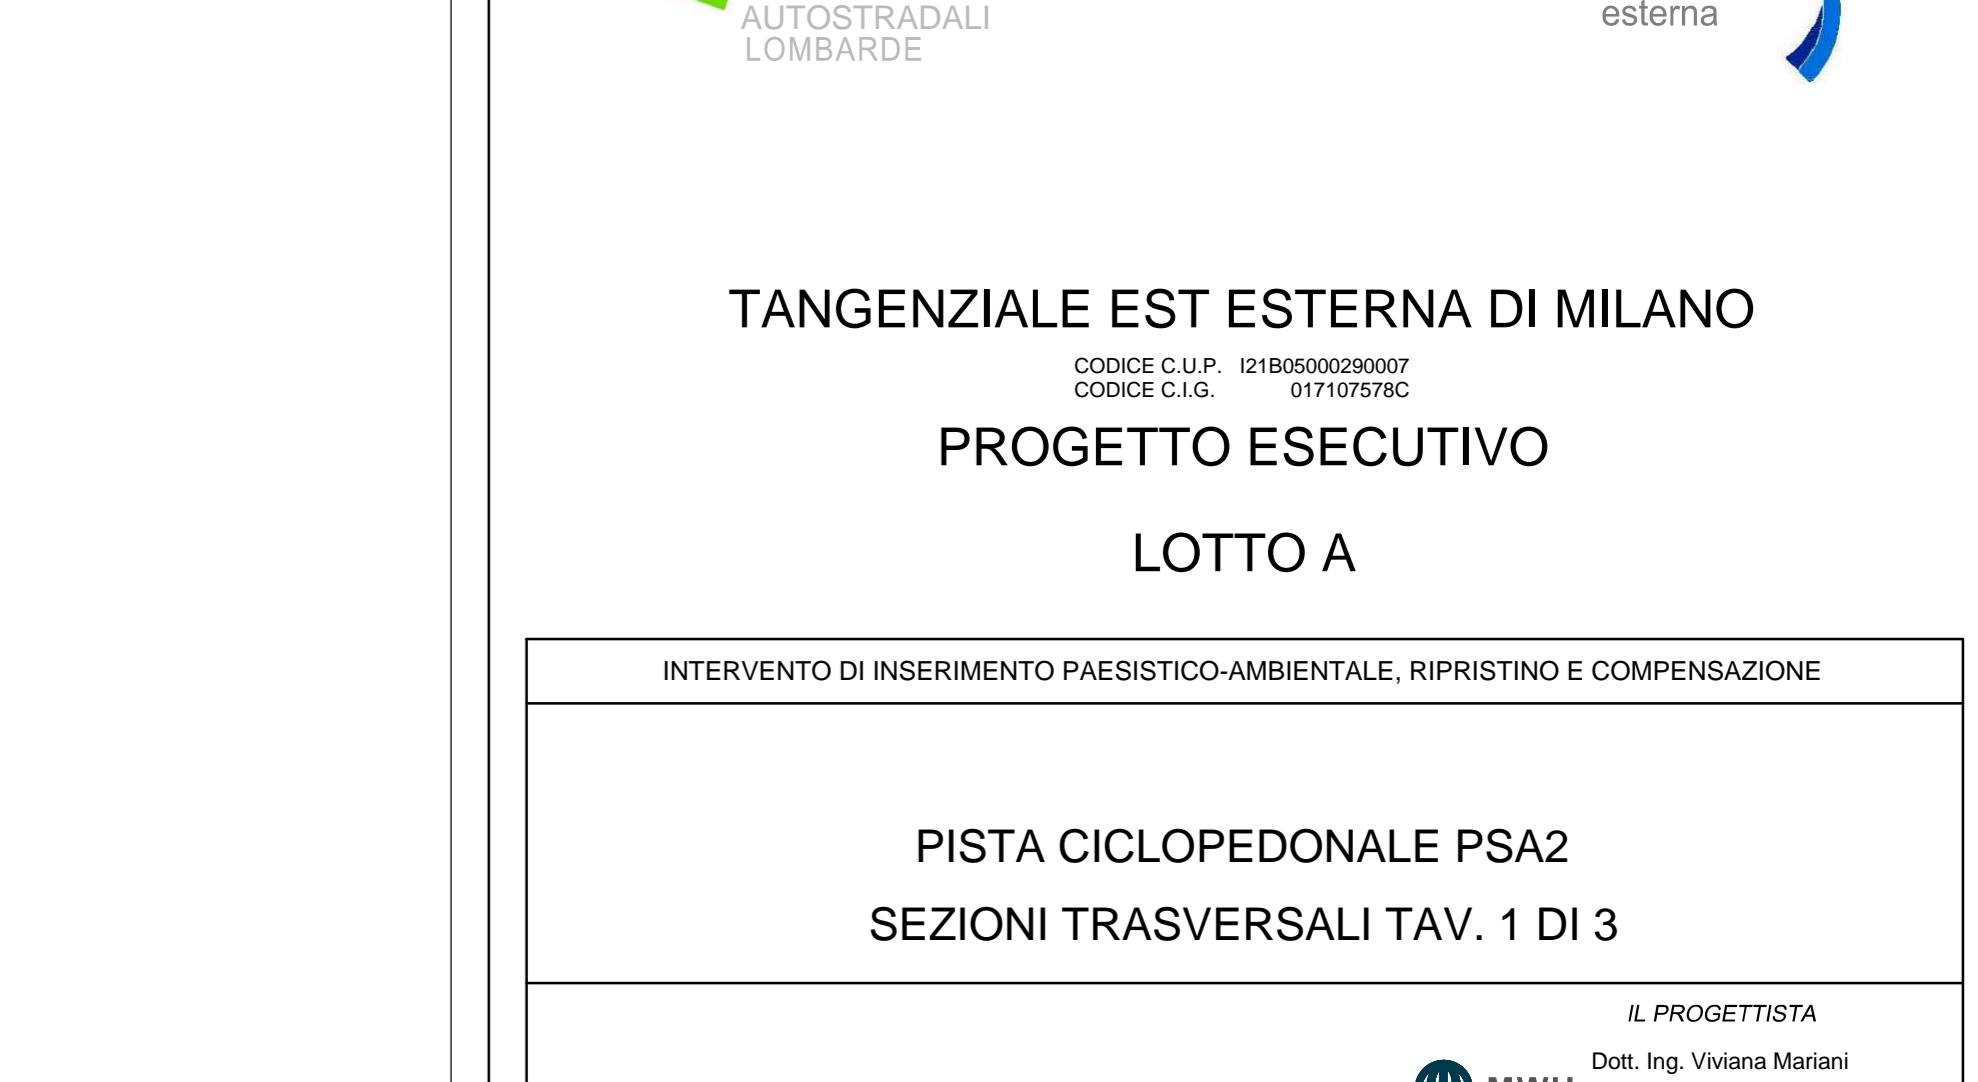 AUTOSTRADALI
LOMBARDE
esterna
TANGENZIALE EST ESTERNA DI MILANO
CODICE C.U.P. I21B05000290007
CODICE C.I.G. 017107578C
PROGETTO ESECUTIVO
LOTTO A
INTERVENTO DI INSERIMENTO PAESISTICO-AMBIENTALE, RIPRISTINO E COMPENSAZIONE
PISTA CICLOPEDONALE PSA2
SEZIONI TRASVERSALI TAV. 1 DI 3
IL PROGETTISTA
Dott. Ing. Viviana Mariani
MWH